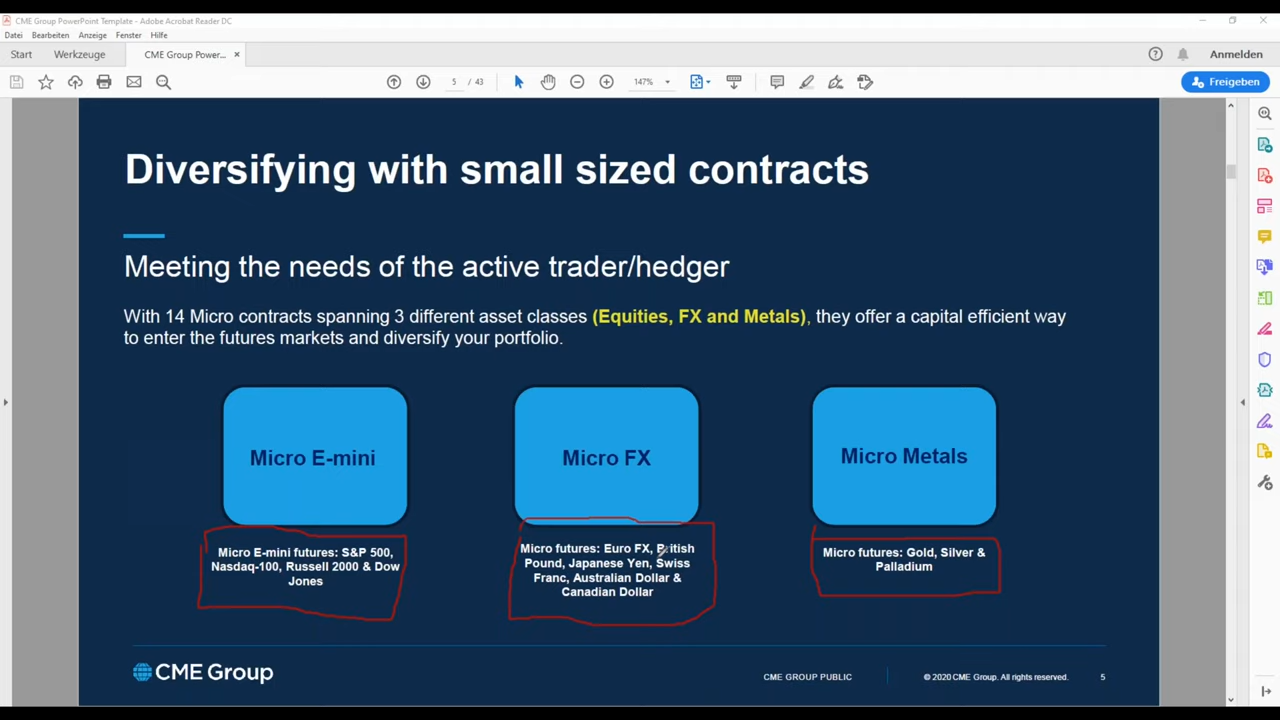 CME Group PowerPoint Template - Adobe Acrobat Reader DC
Datei Bearbeiten Anzeige Fenster Hilfe
Start Werkzeuge CME Group Power... × Anmelden
5 / 43 147% Freigeben
Diversifying with small sized contracts
Meeting the needs of the active trader/hedger
With 14 Micro contracts spanning 3 different asset classes (Equities, FX and Metals), they offer a capital efficient way
to enter the futures markets and diversify your portfolio.
Micro E-mini
Micro E-mini futures: S&P 500,
Nasdaq-100, Russell 2000 & Dow
Jones
Micro FX
Micro futures: Euro FX, British
Pound, Japanese Yen, Swiss
Franc, Australian Dollar &
Canadian Dollar
Micro Metals
Micro futures: Gold, Silver &
Palladium
CME Group
CME GROUP PUBLIC
© 2020 CME Group. All rights reserved.
5